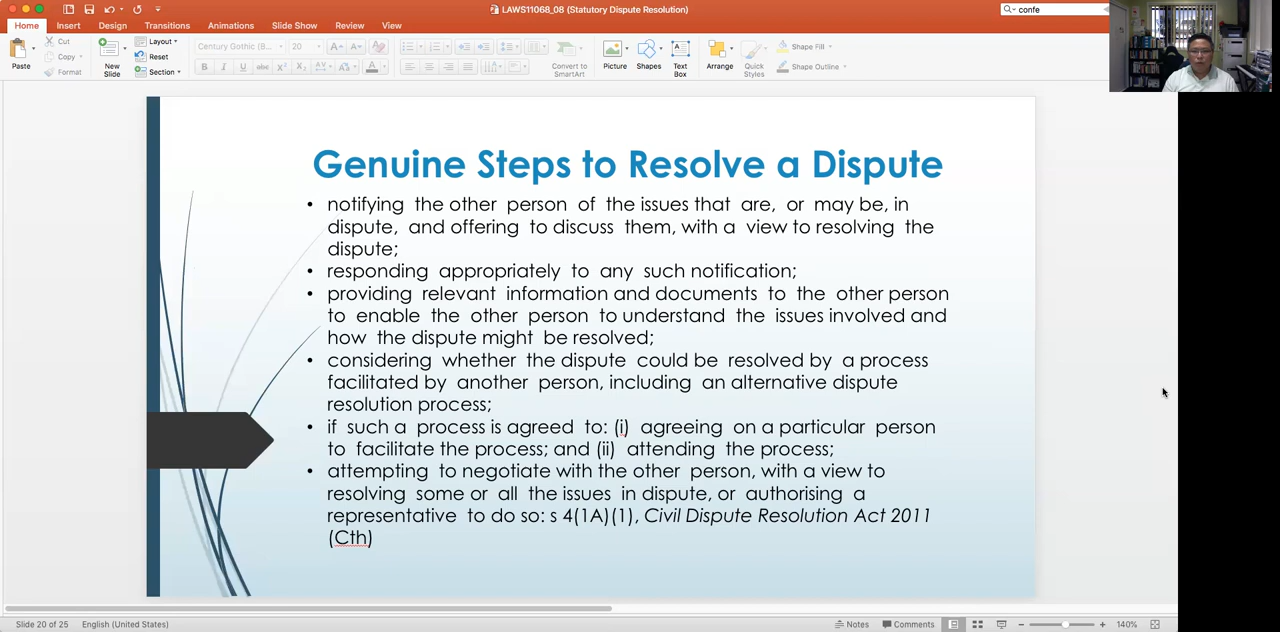 LAWS11068_08 (Statutory Dispute Resolution)
confe
Home Insert Design Transitions Animations Slide Show Review View
Paste
Cut
Copy
Format
New
Slide
Layout
Reset
Section
Century Gothic (B... 20
Convert to
SmartArt
Picture
Shapes
Text
Box
Arrange
Quick
Styles
Shape Fill
Shape Outline
Genuine Steps to Resolve a Dispute
• notifying the other person of the issues that are, or may be, in
dispute, and offering to discuss them, with a view to resolving the
dispute;
• responding appropriately to any such notification;
• providing relevant information and documents to the other person
to enable the other person to understand the issues involved and
how the dispute might be resolved;
• considering whether the dispute could be resolved by a process
facilitated by another person, including an alternative dispute
resolution process;
• if such a process is agreed to: (i) agreeing on a particular person
to facilitate the process; and (ii) attending the process;
• attempting to negotiate with the other person, with a view to
resolving some or all the issues in dispute, or authorising a
representative to do so: s 4(1A)(1), Civil Dispute Resolution Act 2011
(Cth)
Slide 20 of 25 English (United States) Notes Comments 140%